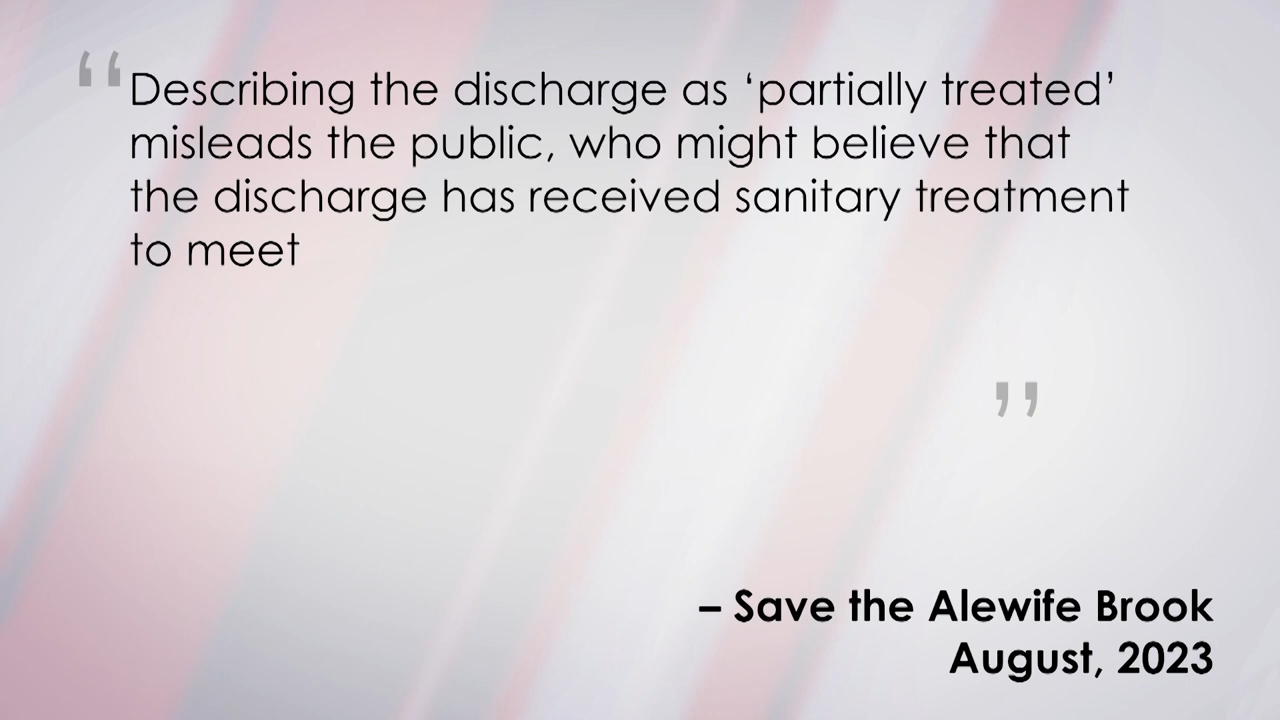 “Describing the discharge as ‘partially treated’
misleads the public, who might believe that
the discharge has received sanitary treatment
to meet
”
– Save the Alewife Brook
August, 2023